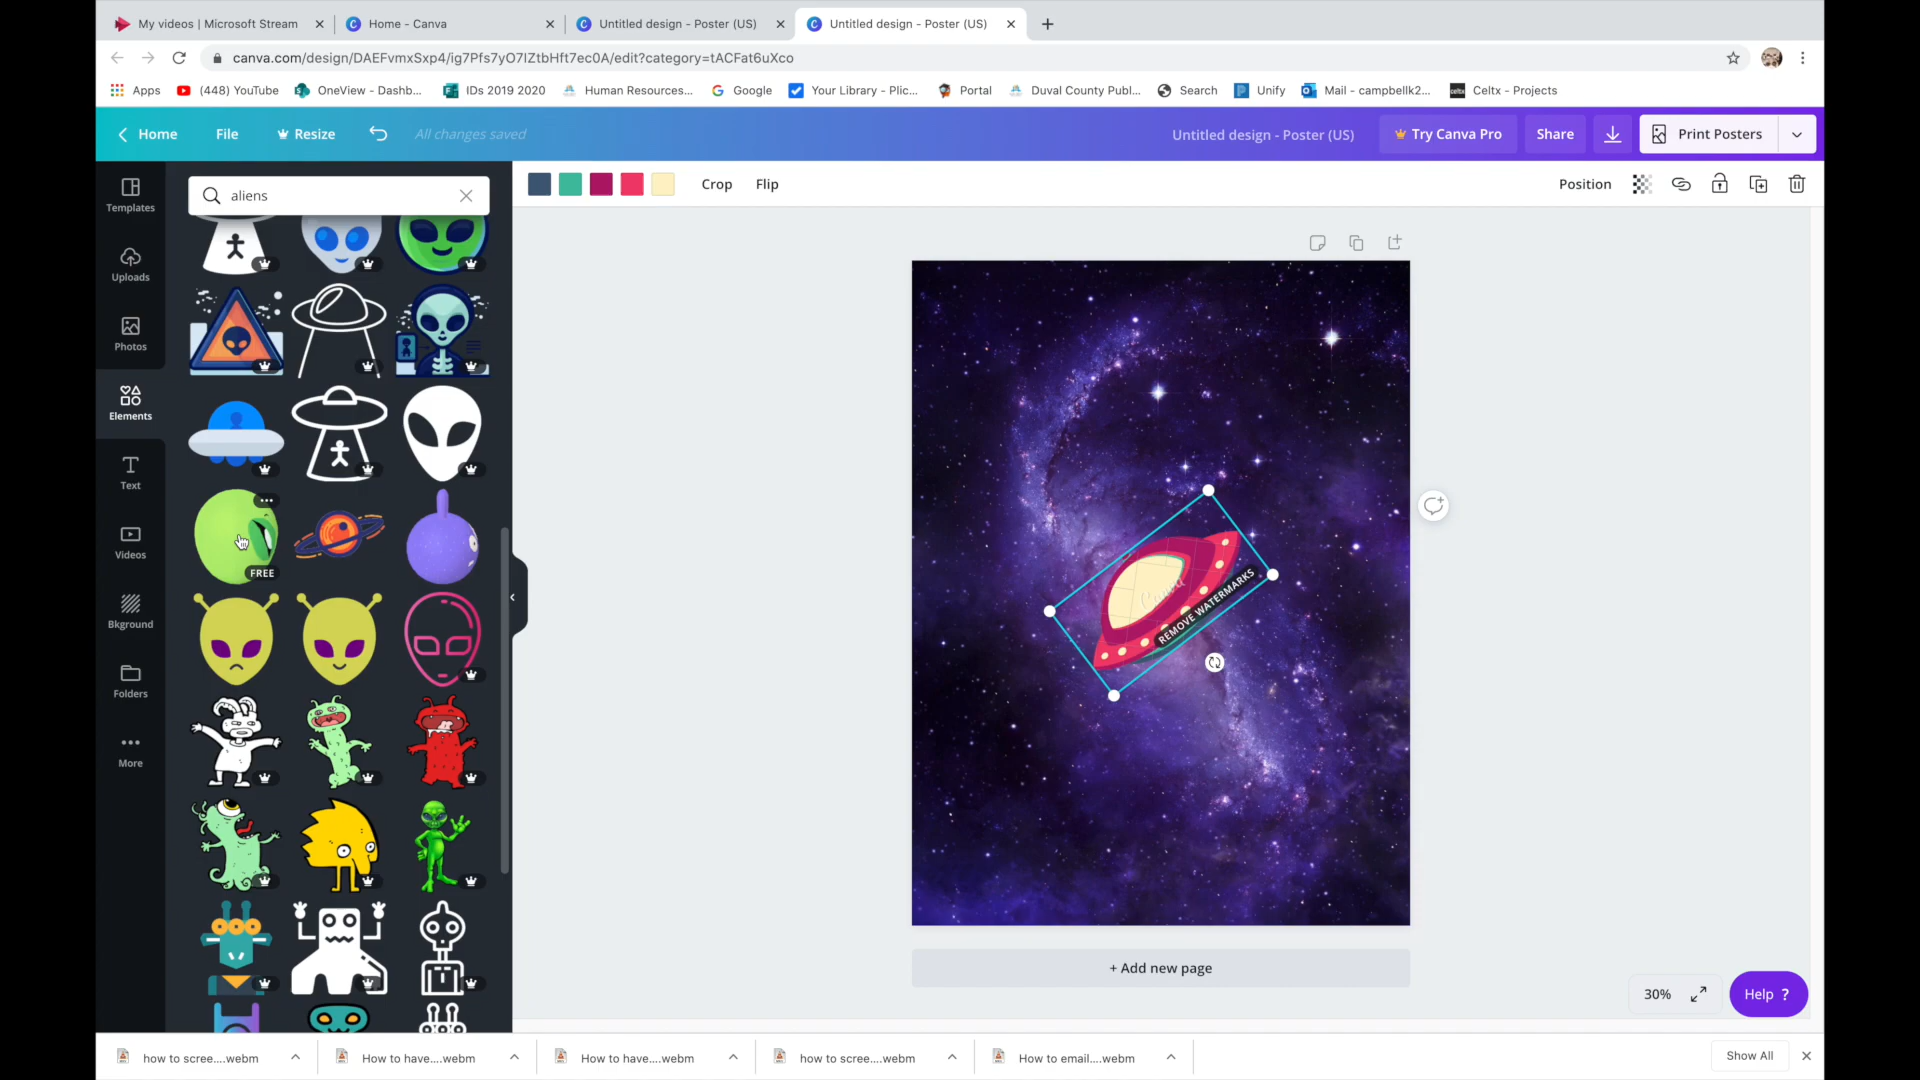 My videos | Microsoft Stream
Home - Canva
Untitled design - Poster (US)
Untitled design - Poster (US)
canva.com/design/DAEFvmxSxp4/ig7Pfs7yO7IZtbHft7ec0A/edit?category=tACFat6uXco
Apps
(448) YouTube
OneView - Dashb...
IDs 2019 2020
Human Resources...
Google
Your Library - Plic...
Portal
Duval County Publ...
Search
Unify
Mail - campbellk2...
celtx
Celtx - Projects
Home
File
Resize
All changes saved
Untitled design - Poster (US)
Try Canva Pro
Share
Print Posters
Templates
Uploads
Photos
Elements
Text
Videos
Bkground
Folders
More
aliens
FREE
Crop
Flip
Position
Canva
REMOVE WATERMARKS
+ Add new page
30%
Help ?
how to scree....webm
How to have....webm
How to have....webm
how to scree....webm
How to email....webm
Show All